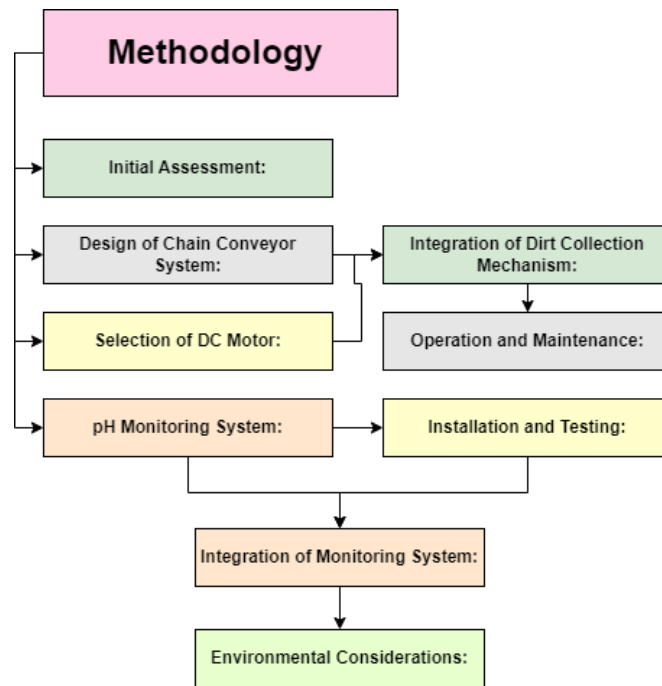 Methodology
Initial Assessment:
Design of Chain Conveyor
System:
Integration of Dirt Collection
Mechanism:
Selection of DC Motor:
Operation and Maintenance:
pH Monitoring System:
Installation and Testing:
Integration of Monitoring System:
Environmental Considerations: